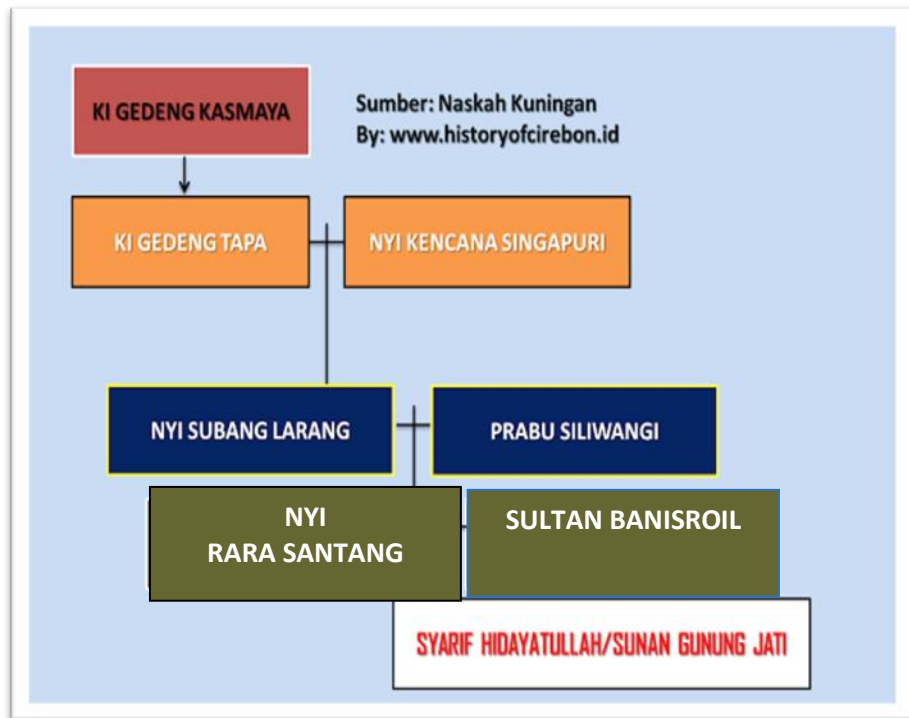 KI GEDENG KASMAYA
Sumber: Naskah Kuningan
By: www.historyofcirebon.id
KI GEDENG TAPA
NYI KENCANA SINGAPURI
NYI SUBANG LARANG
PRABU SILIWANGI
NYI
RARA SANTANG
SULTAN BANISROIL
SYARIF HIDAYATULLAH/SUNAN GUNUNG JATI